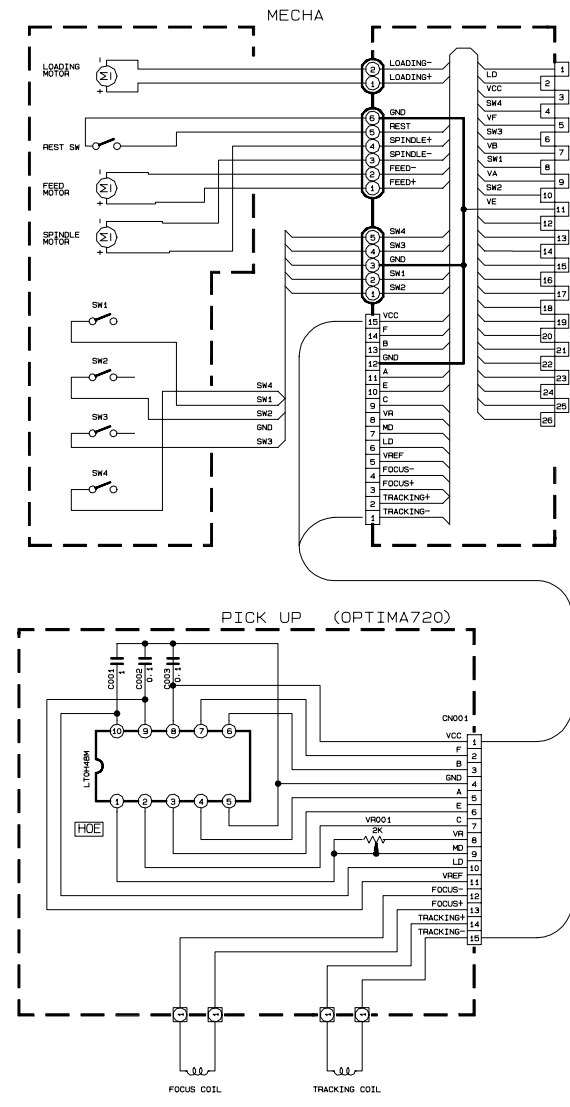 MECHA
LOADING
MOTOR
M
REST SW
FEED
MOTOR
M
SPINDLE
MOTOR
M
SW1
SW2
SW3
SW4
SW4
SW1
SW2
GND
SW3
2 LOADING-
1 LOADING+
6 GND
5 REST
4 SPINDLE+
3 SPINDLE-
2 FEED-
1 FEED+
5 SW4
4 SW3
3 GND
2 SW1
1 SW2
15 VCC
14 F
13 B
12 GND
11 A
10 E
9 C
8 VR
7 MD
6 LD
5 VREF
4 FOCUS-
3 FOCUS+
2 TRACKING+
1 TRACKING-
1
LD 2
VCC 3
SW4 4
VF 5
SW3 6
VB 7
SW1 8
VA 9
SW2 10
VE 11
12
13
14
15
16
17
18
19
20
21
22
23
24
25
26
PICK UP (OPTIMA720)
C001
1
C002
0.1
C003
0.1
10 9 8 7 6
LT0H48M
1 2 3 4 5
HOE
VR001
2K
CN001
VCC 1
F 2
B 3
GND 4
A 5
E 6
C 7
VR 8
MD 9
LD 10
VREF 11
FOCUS- 12
FOCUS+ 13
TRACKING+ 14
TRACKING- 15
FOCUS COIL
TRACKING COIL